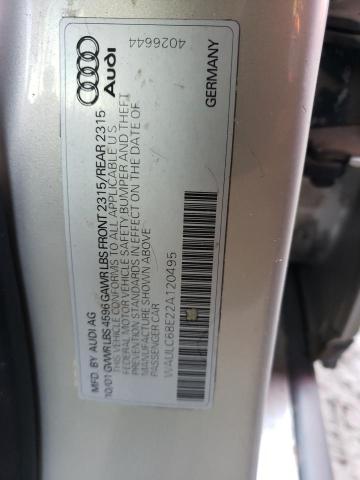 MFD. BY AUDI AG
10/01 GVWR LBS 4596 GAWR LBS FRONT 2315/REAR 2315
THIS VEHICLE CONFORMS TO ALL APPLICABLE U S
FEDERAL MOTOR VEHICLE SAFETY BUMPER AND THEFT
PREVENTION STANDARDS IN EFFECT ON THE DATE OF
MANUFACTURE SHOWN ABOVE
PASSENGER CAR
WAULC68E22A120495
Audi
4026644
GERMANY